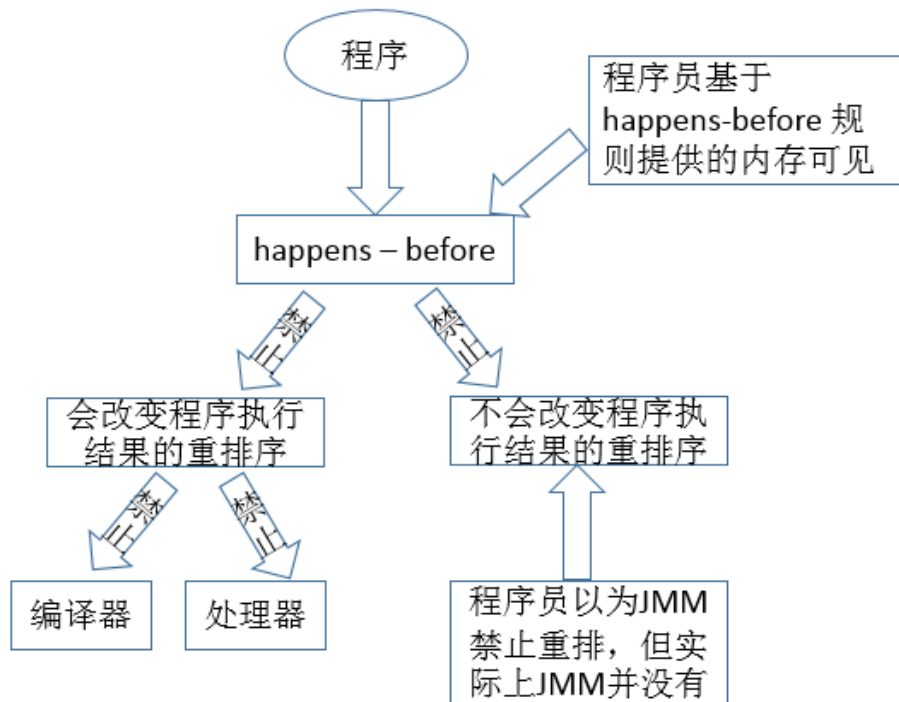 程序
程序员基于
happens-before 规
则提供的内存可见
happens – before
禁止
禁止
会改变程序执行
结果的重排序
不会改变程序执
行结果的重排序
禁止
禁止
编译器
处理器
程序员以为JMM
禁止重排，但实
际上JMM并没有